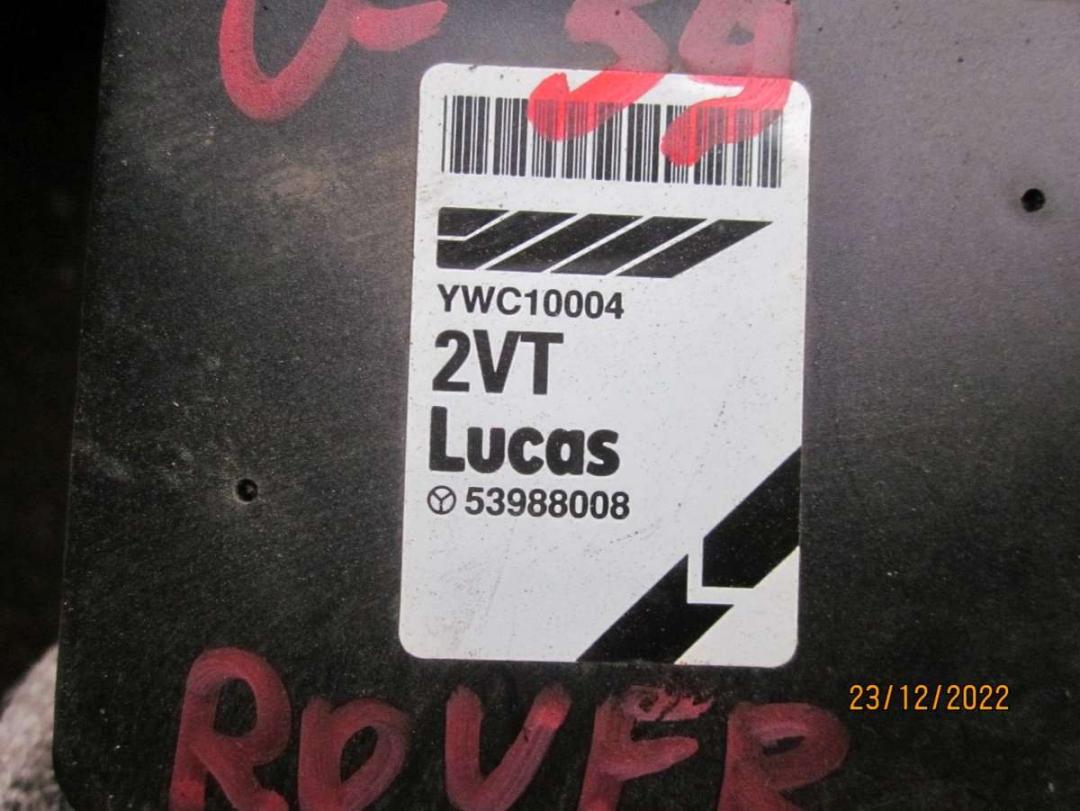 YWC10004
2VT
Lucas
53988008
23/12/2022
ROVER